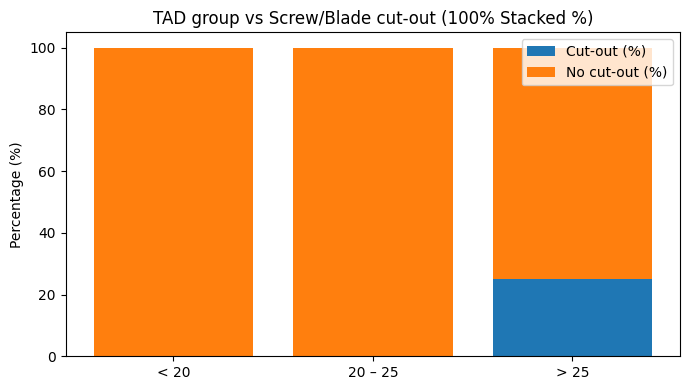 TAD group vs Screw/Blade cut-out (100% Stacked %)
Cut-out (%)
No cut-out (%)
Percentage (%)
100
80
60
40
20
0
< 20
20 – 25
> 25